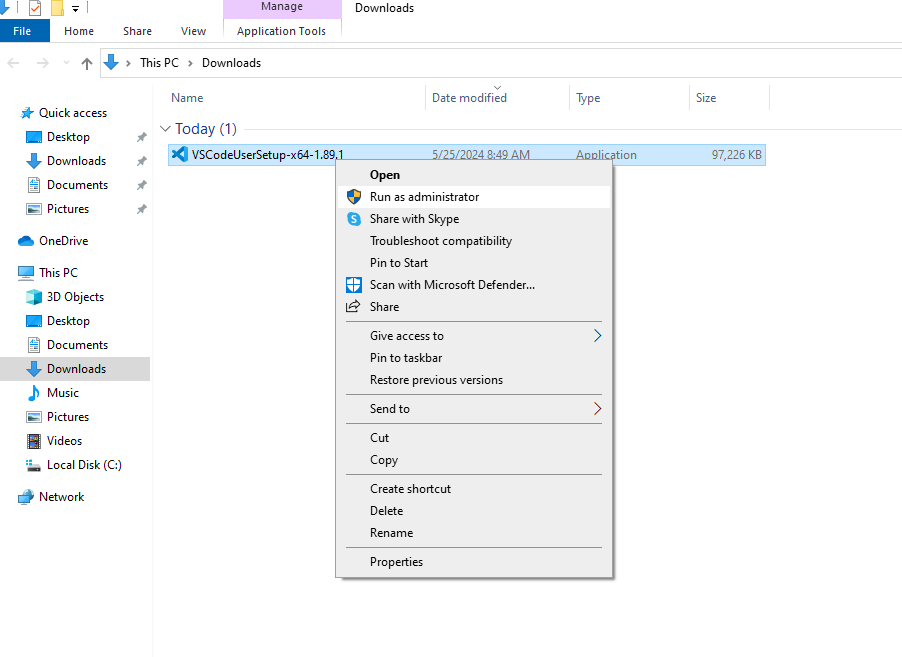 Manage
Downloads
File
Home
Share
View
Application Tools
This PC
Downloads
Name
Date modified
Type
Size
Quick access
Desktop
Downloads
Documents
Pictures
OneDrive
This PC
3D Objects
Desktop
Documents
Downloads
Music
Pictures
Videos
Local Disk (C:)
Network
Today (1)
VSCodeUserSetup-x64-1.89.1
5/25/2024 8:49 AM
Application
97,226 KB
Open
Run as administrator
S
Share with Skype
Troubleshoot compatibility
Pin to Start
Scan with Microsoft Defender...
Share
Give access to
Pin to taskbar
Restore previous versions
Send to
Cut
Copy
Create shortcut
Delete
Rename
Properties